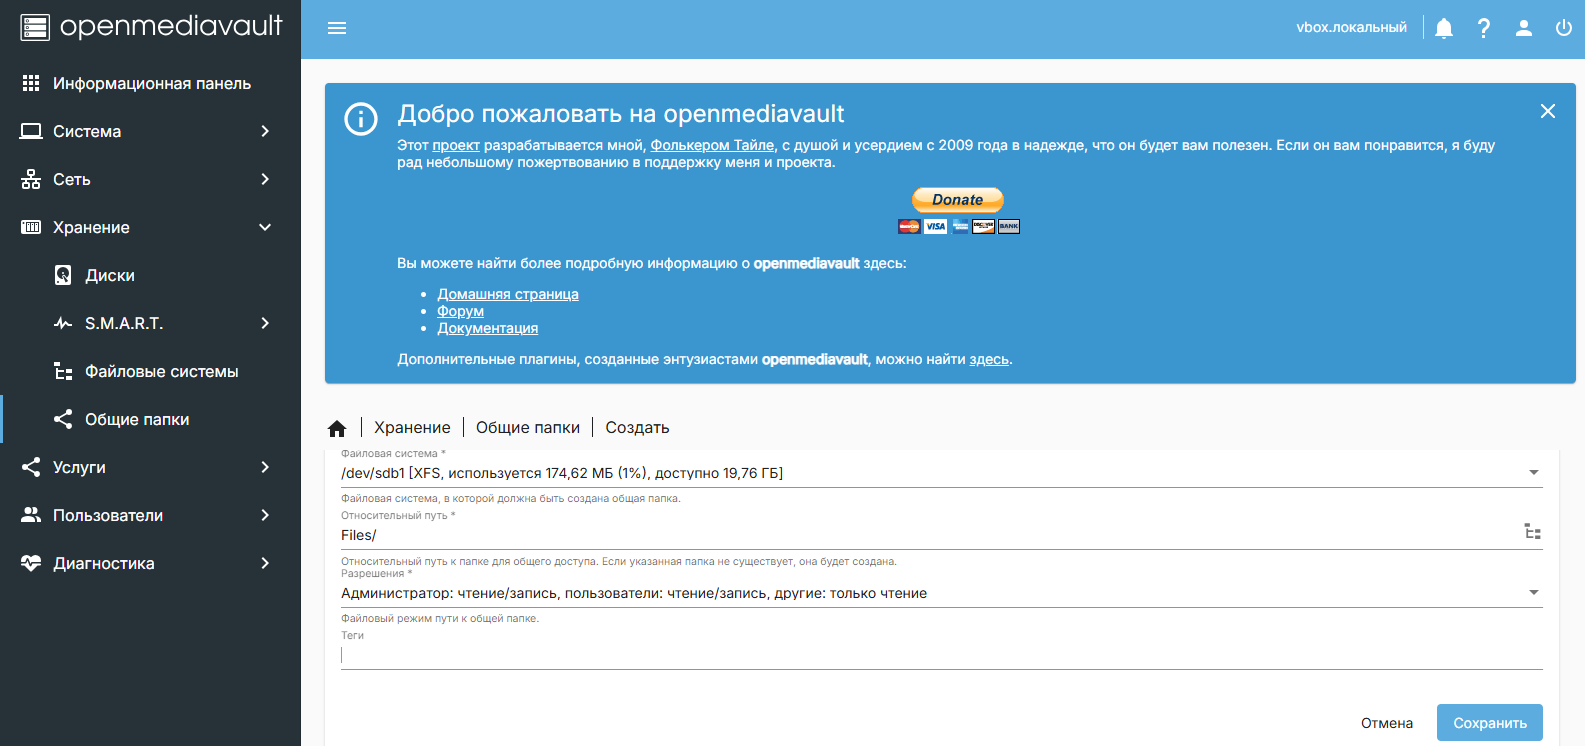 openmediavault
vbox.локальный
Информационная панель
Система
Сеть
Хранение
Диски
S.M.A.R.T.
Файловые системы
Общие папки
Услуги
Пользователи
Диагностика
Добро пожаловать на openmediavault
Этот проект разрабатывается мной, Фолькером Тайле, с душой и усердием с 2009 года в надежде, что он будет вам полезен. Если он вам понравится, я буду
рад небольшому пожертвованию в поддержку меня и проекта.
Donate
VISA
BANK
Вы можете найти более подробную информацию о openmediavault здесь:
Домашняя страница
Форум
Документация
Дополнительные плагины, созданные энтузиастами openmediavault, можно найти здесь.
Хранение | Общие папки | Создать
Файловая система *
/dev/sdb1 [XFS, используется 174,62 МБ (1%), доступно 19,76 ГБ]
Файловая система, в которой должна быть создана общая папка.
Относительный путь *
Files/
Относительный путь к папке для общего доступа. Если указанная папка не существует, она будет создана.
Разрешения *
Администратор: чтение/запись, пользователи: чтение/запись, другие: только чтение
Файловый режим пути к общей папке.
Теги
Отмена
Сохранить